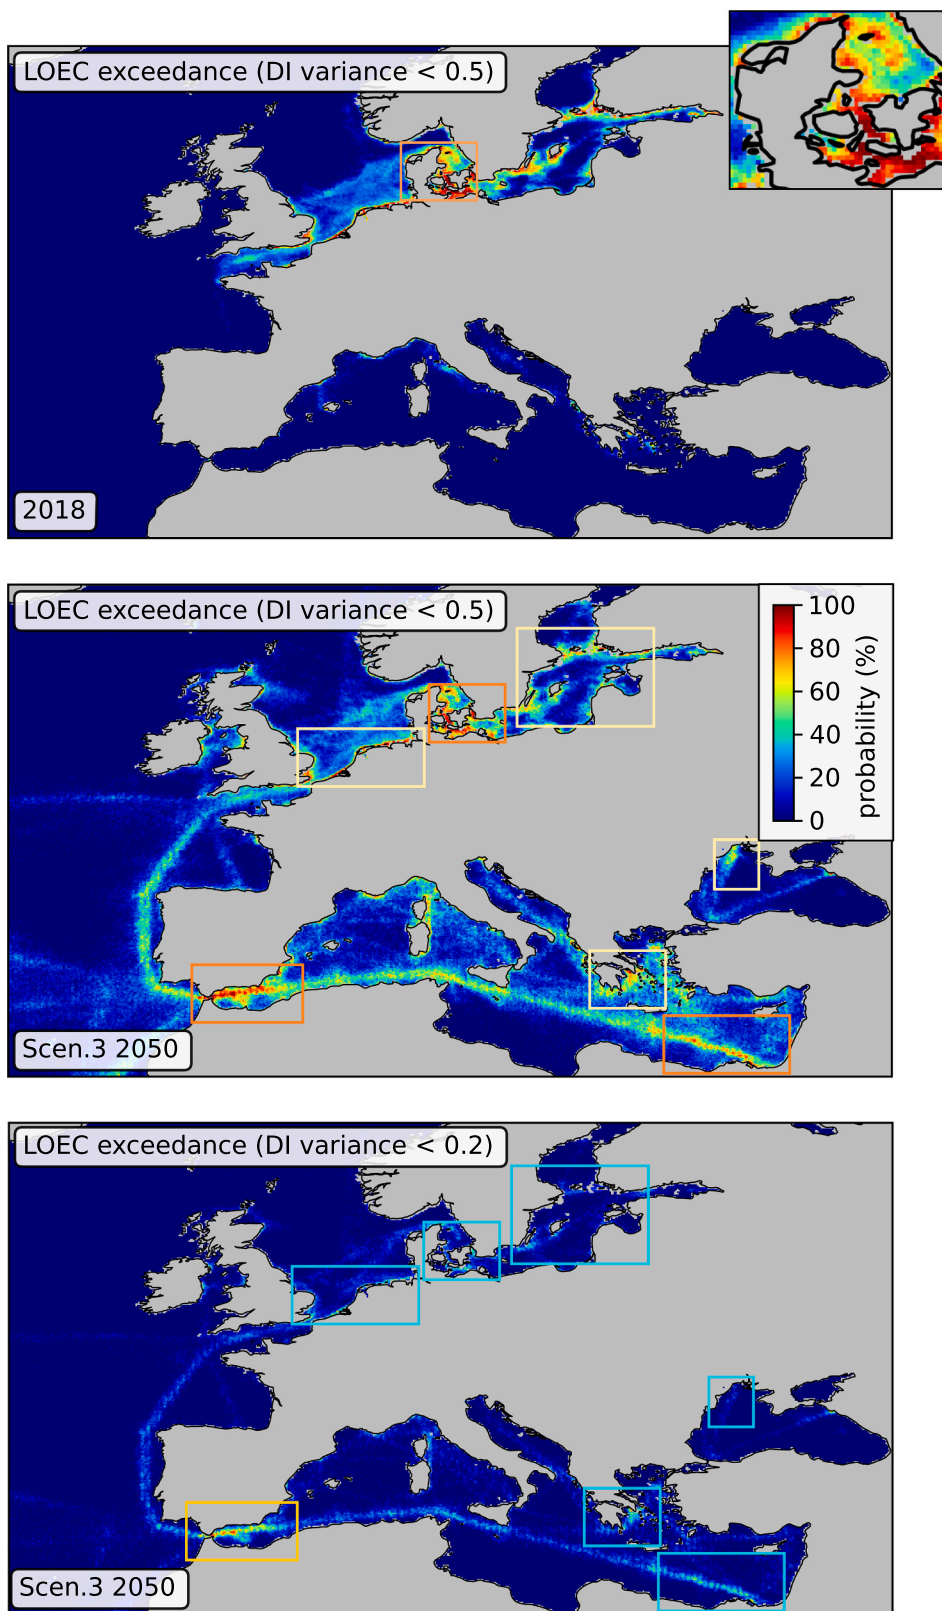 LOEC exceedance (DI variance < 0.5)
2018
LOEC exceedance (DI variance < 0.5)
100
80
60
40
20
0
probability (%)
Scen.3 2050
LOEC exceedance (DI variance < 0.2)
Scen.3 2050